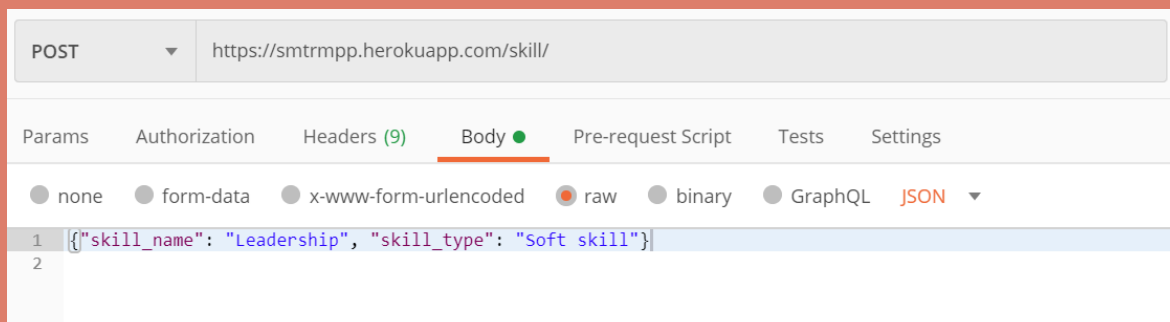 POST https://smtrmpp.herokuapp.com/skill/
Params Authorization Headers (9) Body Pre-request Script Tests Settings
none form-data x-www-form-urlencoded raw binary GraphQL JSON
1 {"skill_name": "Leadership", "skill_type": "Soft skill"}
2